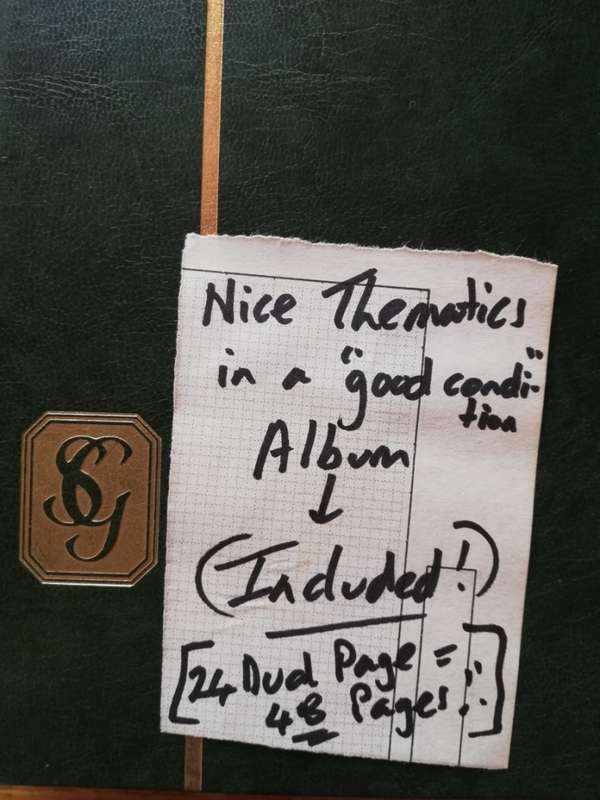 SG
Nice Thematics
in a "good condi-"
tion
Album
↓
(Included!)
[24 Dual Page =
48 Pages!]